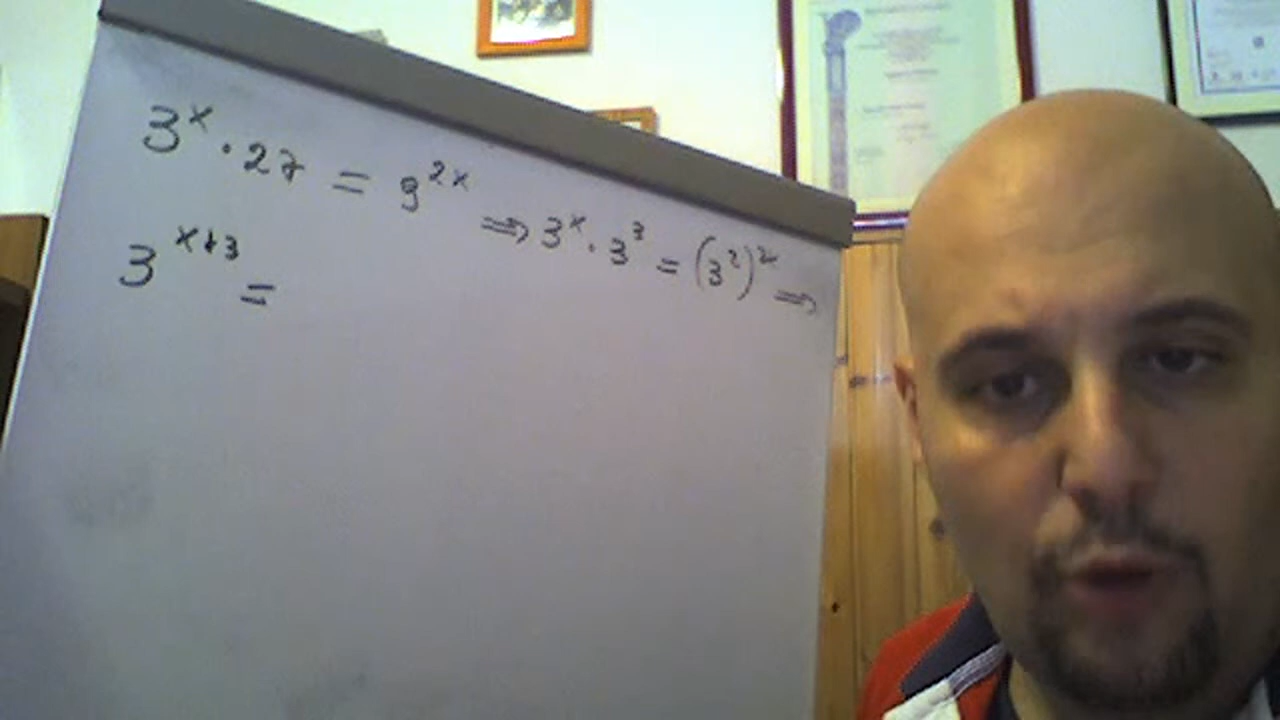 3^x · 27 = 9^{2x} ⇒ 3^x · 3^3 = (3^2)^{2x} ⇒
3^{x+3} =